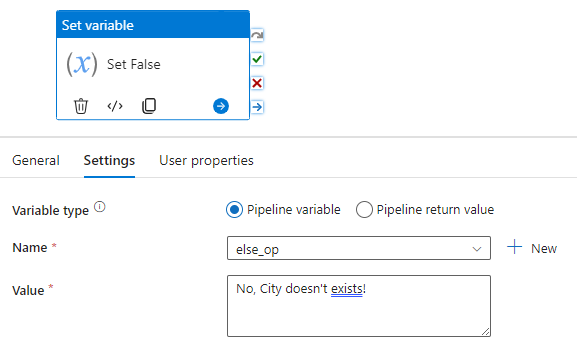 Set variable
(x) Set False
</>
General Settings User properties
Variable type i Pipeline variable Pipeline return value
Name * else_op + New
Value * No, City doesn't exists!